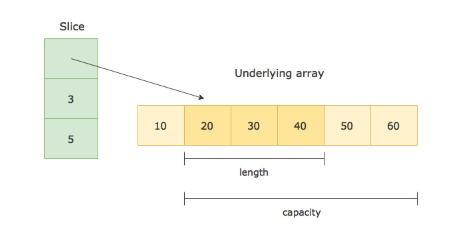 Slice
3
5
Underlying array
10 20 30 40 50 60
length
capacity